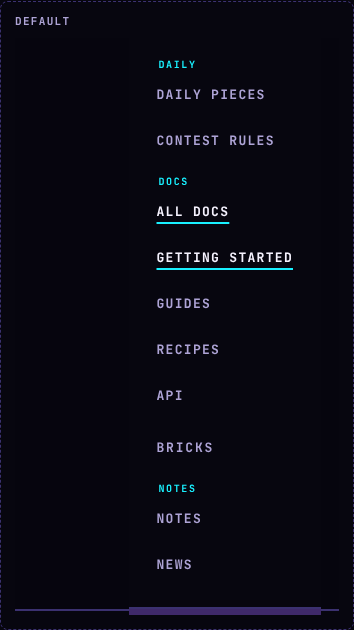 DEFAULT
DAILY
DAILY PIECES
CONTEST RULES
DOCS
ALL DOCS
GETTING STARTED
GUIDES
RECIPES
API
BRICKS
NOTES
NOTES
NEWS